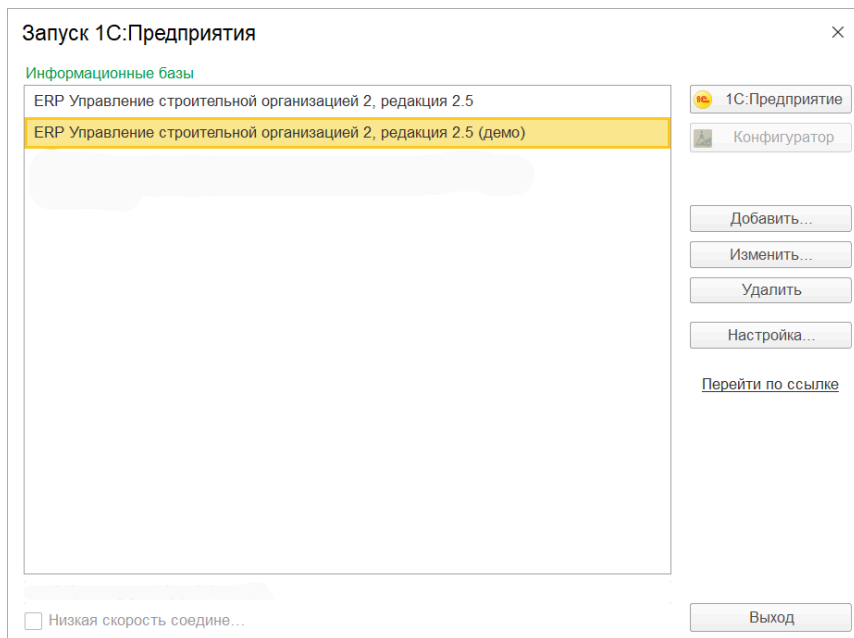 Запуск 1С:Предприятия
Информационные базы
ERP Управление строительной организацией 2, редакция 2.5
ERP Управление строительной организацией 2, редакция 2.5 (демо)
1С:Предприятие
Конфигуратор
Добавить...
Изменить...
Удалить
Настройка...
Перейти по ссылке
Низкая скорость соедине...
Выход